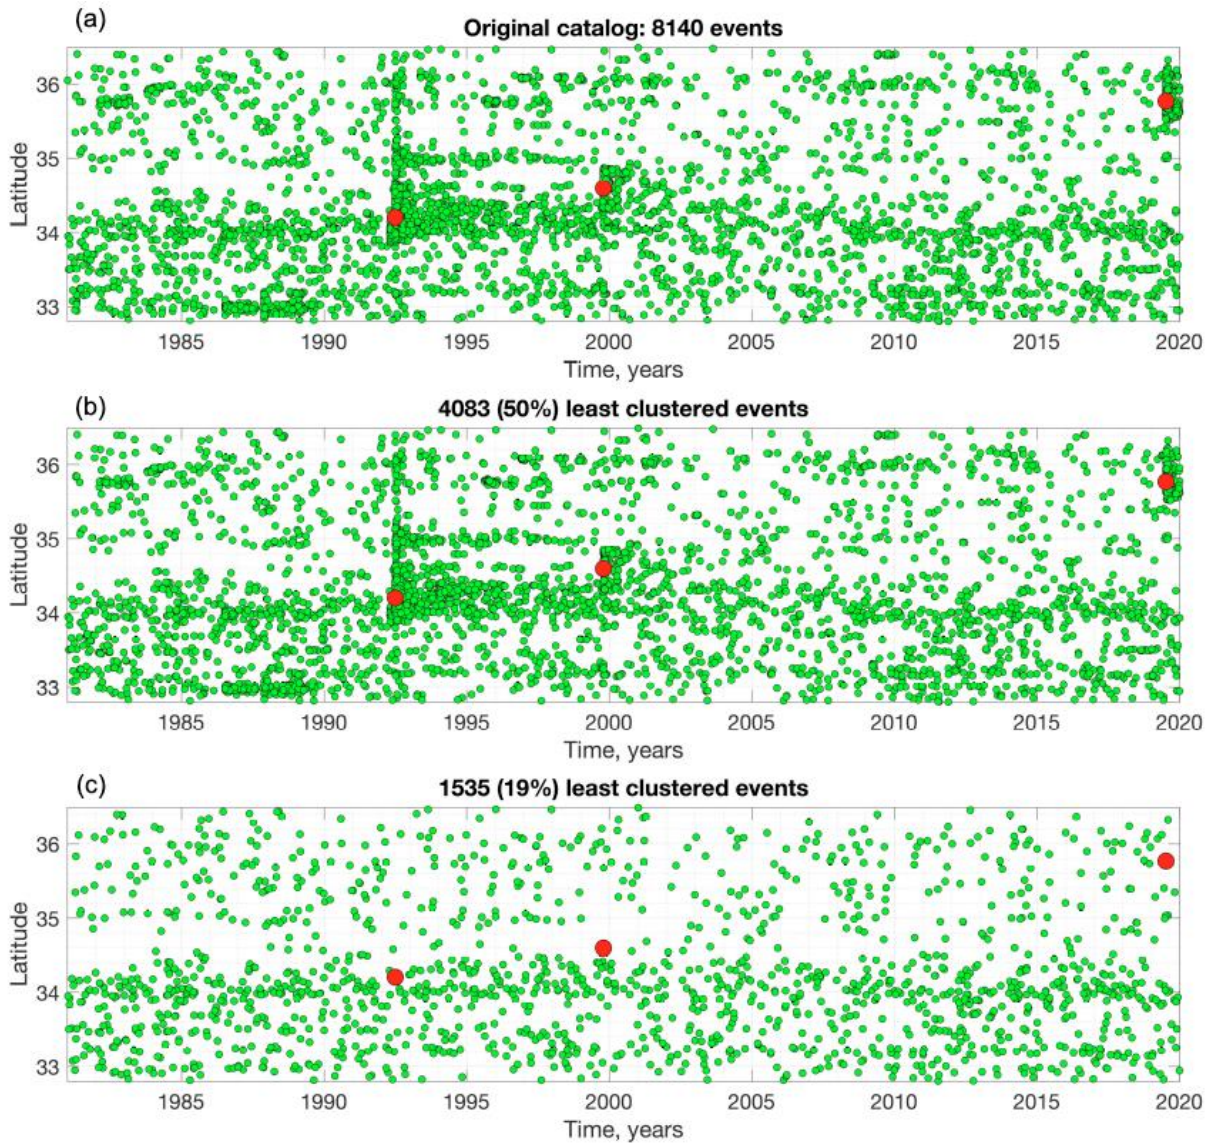 (a)
Original catalog: 8140 events
Latitude
36
35
34
33
1985 1990 1995 2000 2005 2010 2015 2020
Time, years
(b)
4083 (50%) least clustered events
Latitude
36
35
34
33
1985 1990 1995 2000 2005 2010 2015 2020
Time, years
(c)
1535 (19%) least clustered events
Latitude
36
35
34
33
1985 1990 1995 2000 2005 2010 2015 2020
Time, years